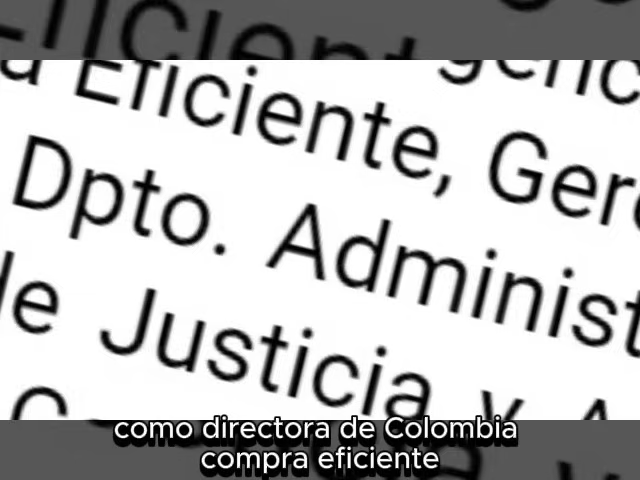 a Eficiente, Ger
Dpto. Administ
de Justicia y A
como directora de Colombia
compra eficiente